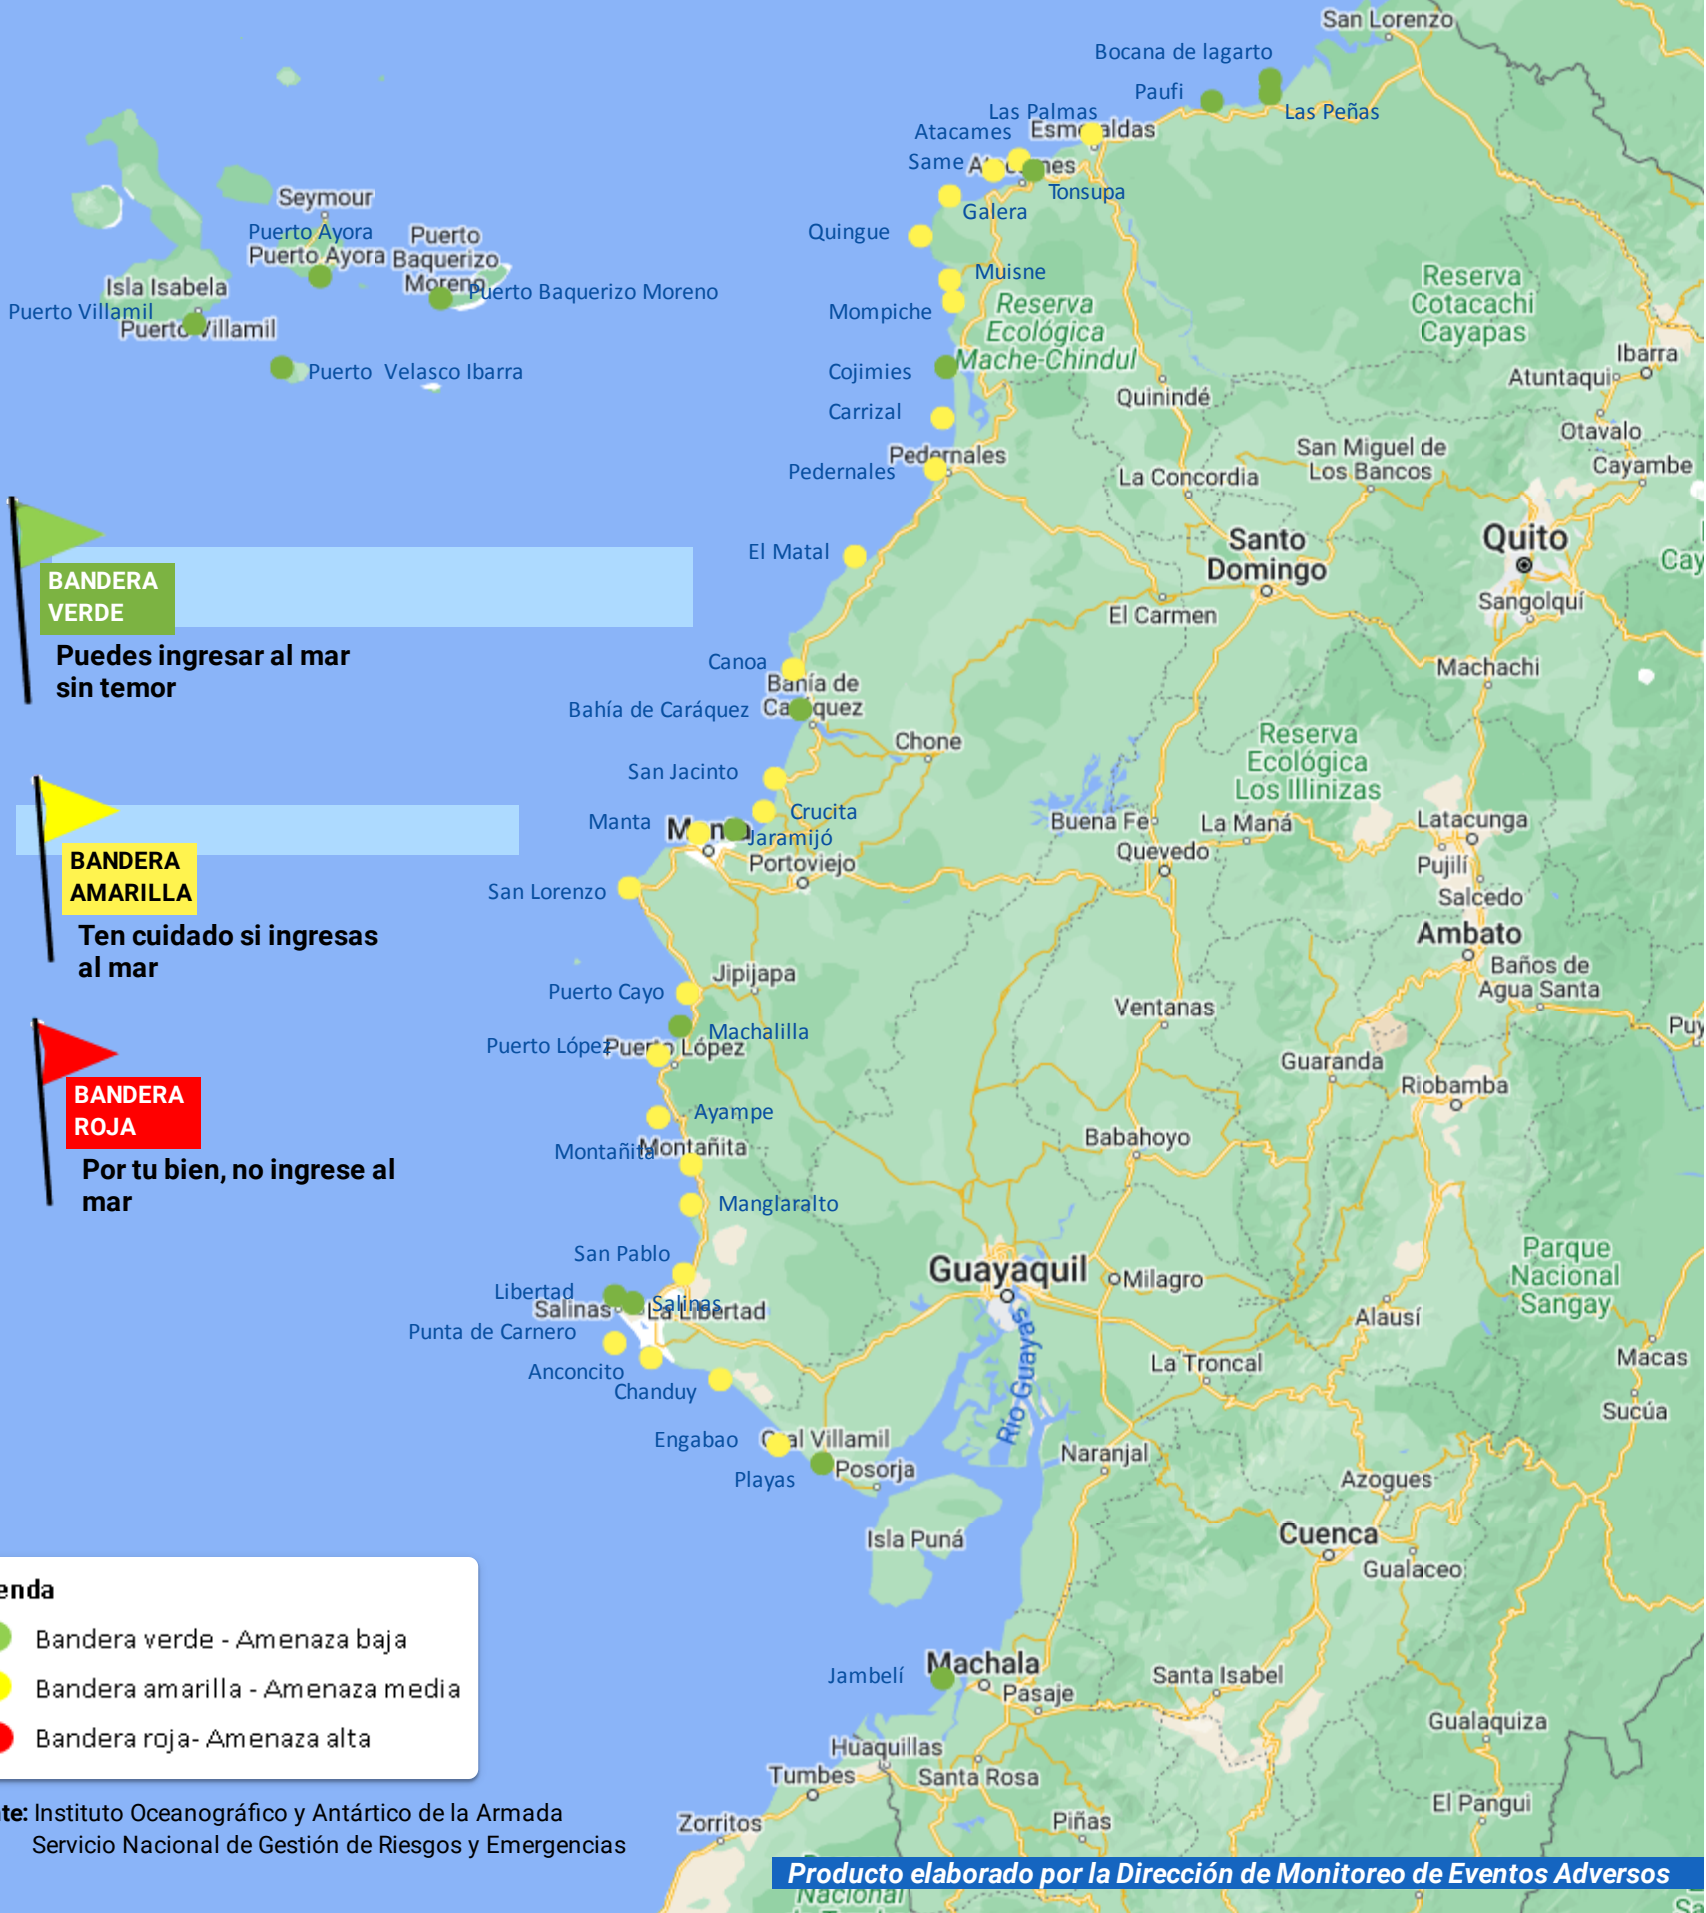 San Lorenzo
Bocana de lagarto
Paufi
Las Peñas
Las Palmas
Atacames
Same
Tonsupa
Galera
Quingue
Muisne
Mompiche
Reserva
Ecológica
Mache-Chindul
Reserva
Cotacachi
Cayapas
Ibarra
Atuntaqui
Cojimies
Carrizal
Quinindé
Otavalo
San Miguel de
Los Bancos
Cayambe
Pedernales
Pedernales
La Concordia
Santo
Domingo
Quito
Cay
Sangolquí
El Matal
El Carmen
Machachi
Seymour
Puerto Ayora
Puerto Ayora
Puerto
Baquerizo
Moreno
Puerto Baquerizo Moreno
Isla Isabela
Puerto Villamil
Puerto Villamil
Puerto Velasco Ibarra
BANDERA
VERDE
Puedes ingresar al mar
sin temor
BANDERA
AMARILLA
Ten cuidado si ingresas
al mar
BANDERA
ROJA
Por tu bien, no ingrese al
mar
Canoa
Bahía de
Bahía de Caráquez
Chone
Reserva
Ecológica
Los Illinizas
San Jacinto
Crucita
Manta
Jaramijó
Portoviejo
Buena Fe
La Maná
Latacunga
Quevedo
Pujilí
Salcedo
San Lorenzo
Ambato
Baños de
Agua Santa
Jipijapa
Puerto Cayo
Ventanas
Machalilla
Puerto López
Puerto López
Puy
Guaranda
Riobamba
Ayampe
Montañita
Montañita
Babahoyo
Manglaralto
San Pablo
Guayaquil
Milagro
Parque
Nacional
Sangay
Libertad
Salinas
Salinas
La Libertad
Alausí
Punta de Carnero
Río Guayas
Anconcito
La Troncal
Macas
Chanduy
Sucúa
Engabao
Naranjal
Playas
Posorja
Azogues
Isla Puná
Cuenca
Gualaceo
enda
Bandera verde - Amenaza baja
Bandera amarilla - Amenaza media
Bandera roja- Amenaza alta
Jambelí
Machala
Pasaje
Santa Isabel
Gualaquiza
Huaquillas
Tumbes
Santa Rosa
El Pangui
Zorritos
Piñas
te: Instituto Oceanográfico y Antártico de la Armada
Servicio Nacional de Gestión de Riesgos y Emergencias
Producto elaborado por la Dirección de Monitoreo de Eventos Adversos
Nacional